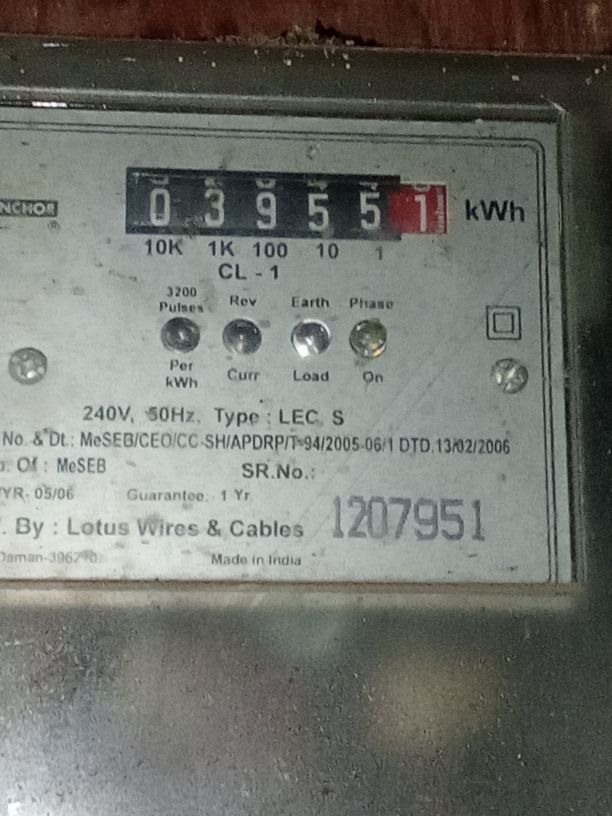 NCHOR
0 3 9 5 5 1 kWh
10K 1K 100 10 1
CL - 1
3200 Pulses Rev Earth Phase
Per kWh Curr Load On
240V, 50Hz, Type : LEC S
No. & Dt.: MeSEB/CEO/CC-SH/APDRP/T-94/2005-06/1 DTD.13/02/2006
Of : MeSEB SR.No.:
YR- 05/06 Guarantee. 1 Yr.
. By : Lotus Wires & Cables 1207951
Daman- Made in India